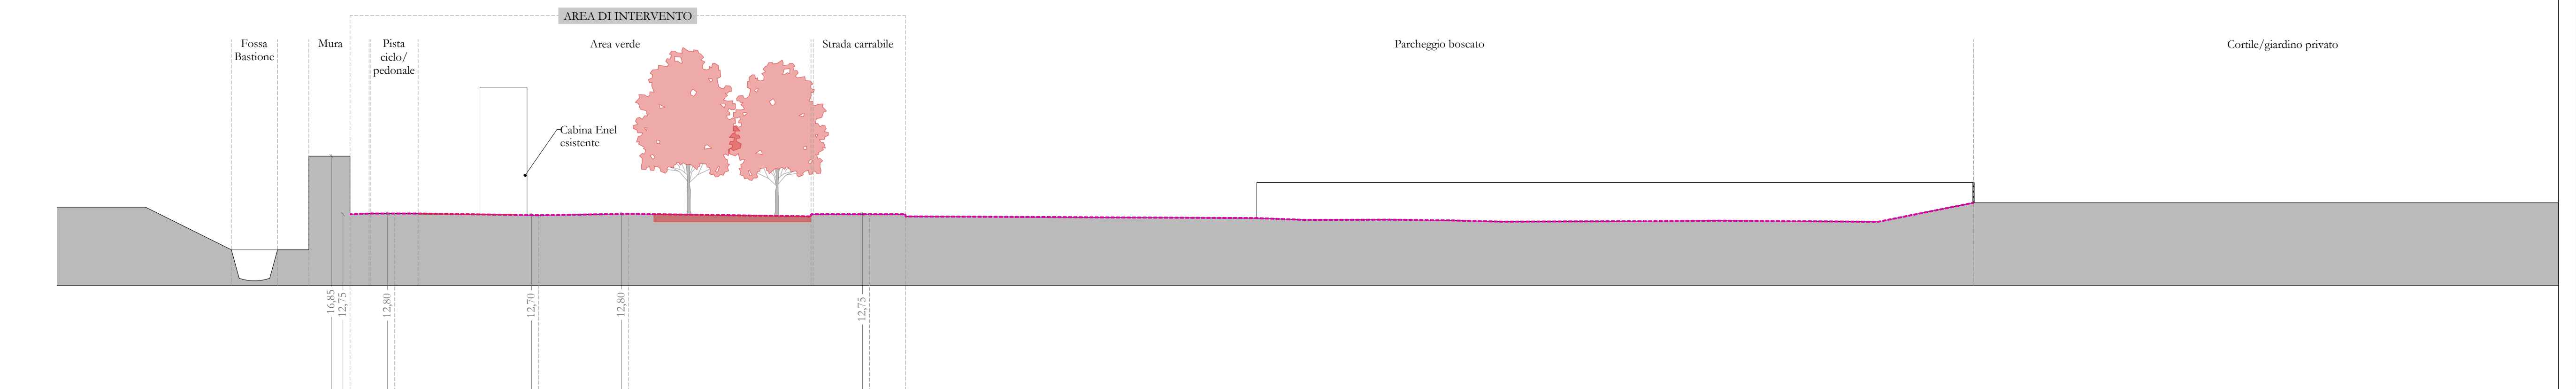 AREA DI INTERVENTO
Fossa
Bastione
Mura
Pista
ciclo/
pedonale
Area verde
Strada carrabile
Parcheggio boscato
Cortile/giardino privato
Cabina Enel
esistente
16,85
12,75
12,80
12,70
12,80
12,75